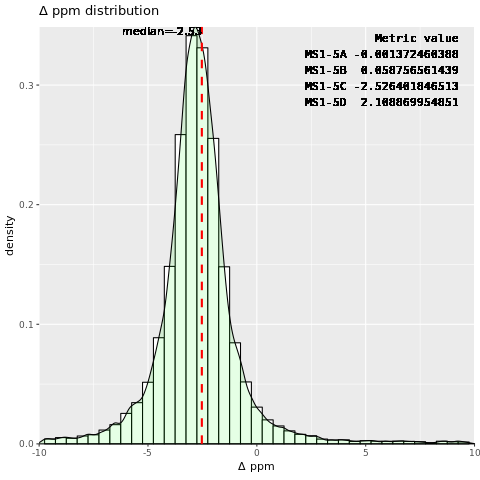 Δ ppm distribution
median=-2.53
Metric value
MS1-5A -0.001372460388
MS1-5B 0.058756561439
MS1-5C -2.526401846513
MS1-5D 2.108869954851
density
0.3
0.2
0.1
0.0
-10 -5 0 5 10
Δ ppm